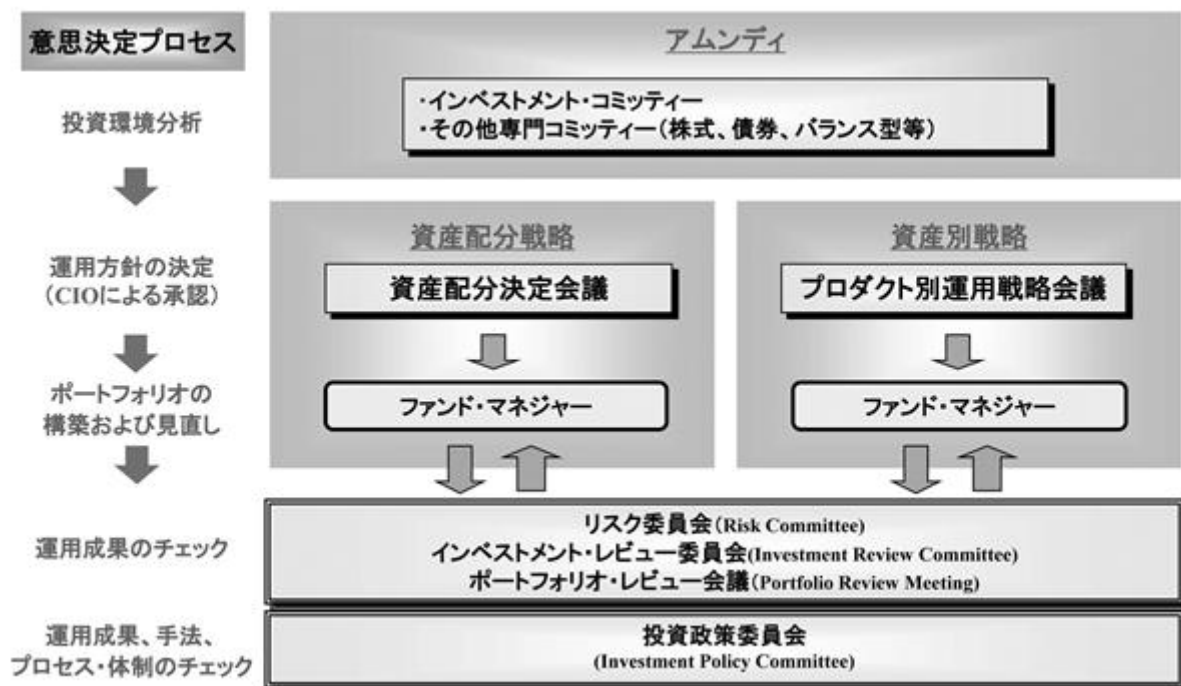 意思決定プロセス
アムンディ
投資環境分析
・インベストメント・コミッティー
・その他専門コミッティー(株式、債券、バランス型等)
資産配分戦略
資産別戦略
運用方針の決定
(CIOによる承認)
資産配分決定会議
プロダクト別運用戦略会議
ポートフォリオの
構築および見直し
ファンド・マネジャー
ファンド・マネジャー
運用成果のチェック
リスク委員会(Risk Committee)
インベストメント・レビュー委員会(Investment Review Committee)
ポートフォリオ・レビュー会議(Portfolio Review Meeting)
運用成果、手法、
プロセス・体制のチェック
投資政策委員会
(Investment Policy Committee)